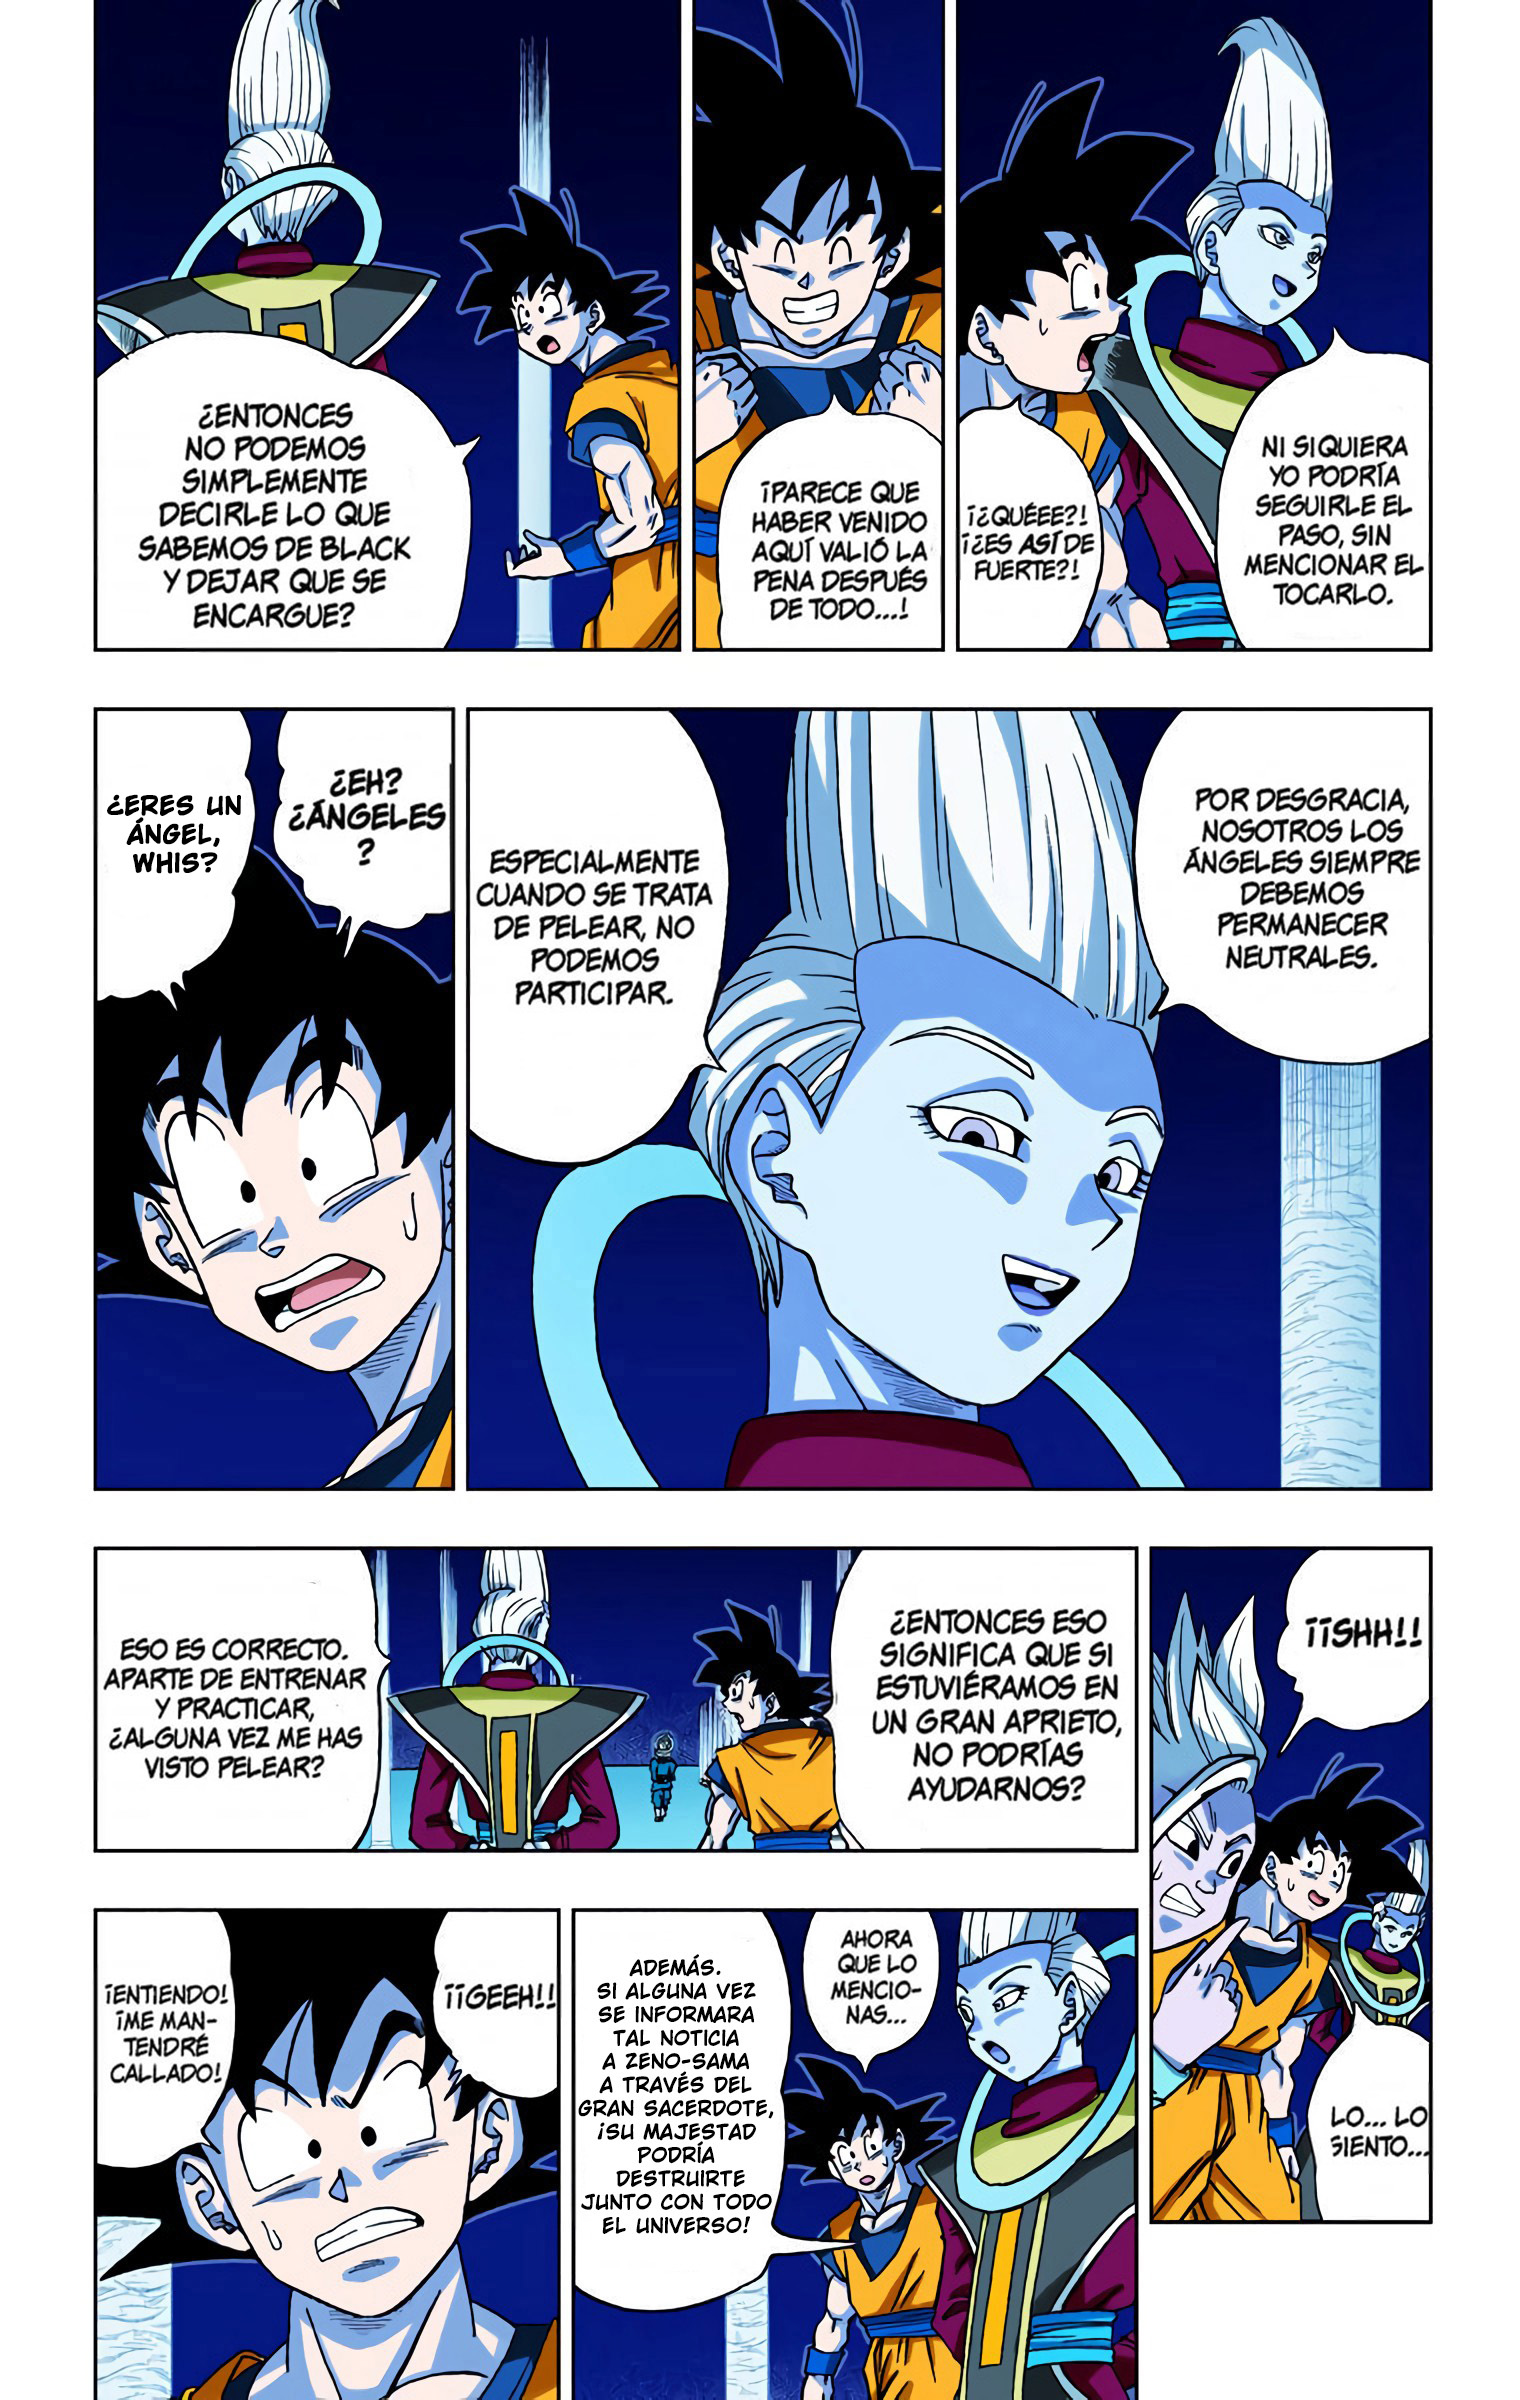 NI SIQUIERA
YO PODRÍA
SEGUIRLE EL
PASO, SIN
MENCIONAR EL
TOCARLO.
¡¿QUÉEE?!
¡¿ES ASÍ DE
FUERTE?!
¡PARECE QUE
HABER VENIDO
AQUÍ VALIÓ LA
PENA DESPUÉS
DE TODO...!
¿ENTONCES
NO PODEMOS
SIMPLEMENTE
DECIRLE LO QUE
SABEMOS DE BLACK
Y DEJAR QUE SE
ENCARGUE?
POR DESGRACIA,
NOSOTROS LOS
ÁNGELES SIEMPRE
DEBEMOS
PERMANECER
NEUTRALES.
ESPECIALMENTE
CUANDO SE TRATA
DE PELEAR, NO
PODEMOS
PARTICIPAR.
¿EH?
¿ÁNGELES
?
¿ERES UN
ÁNGEL,
WHIS?
¡¡SHH!!
LO... LO
SIENTO...
¿ENTONCES ESO
SIGNIFICA QUE SI
ESTUVIÉRAMOS EN
UN GRAN APRIETO,
NO PODRÍAS
AYUDARNOS?
ESO ES CORRECTO.
APARTE DE ENTRENAR
Y PRACTICAR,
¿ALGUNA VEZ ME HAS
VISTO PELEAR?
AHORA
QUE LO
MENCIO-
NAS...
ADEMÁS.
SI ALGUNA VEZ
SE INFORMARA
TAL NOTICIA
A ZENO-SAMA
A TRAVÉS DEL
GRAN SACERDOTE,
¡SU MAJESTAD
PODRÍA
DESTRUIRTE
JUNTO CON TODO
EL UNIVERSO!
¡¡GEEH!!
¡ENTIENDO!
¡ME MAN-
TENDRÉ
CALLADO!